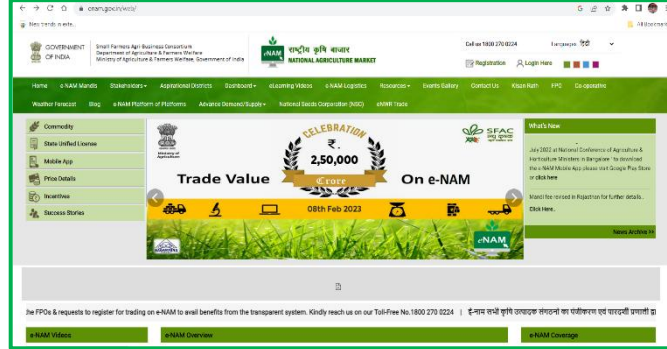 enam.gov.in/web/
GOVERNMENT
OF INDIA
Small Farmers Agri Business Consortium
Department of Agriculture & Farmers Welfare
Ministry of Agriculture & Farmers Welfare, Government of India
राष्ट्रीय कृषि बाजार
NATIONAL AGRICULTURE MARKET
Call us 1800 270 0224
Languages हिंदी
Registration
Login Here
Home e-NAM Mandis Stakeholders Aspirational Districts Dashboard eLearning Videos e-NAM Logistics Resources Events Gallery Contact Us Kisan Rath FPO Co-operative
Weather Forecast Blog e-NAM Platform of Platforms Advance Demand/Supply National Seeds Corporation (NSC) eNWR Trade
Commodity
State Unified License
Mobile App
Price Details
Incentives
Success Stories
Ministry of
Agriculture
CELEBRATING
₹
2,50,000
Crore
Trade Value
On e-NAM
08th Feb 2023
SFAC
eNAM
What's New
July 2022 at National Conference of Agriculture &
Horticulture Ministers in Bangalore "to download
the e-NAM Mobile App please visit Google Play Store
or click here
Mandi fee revised in Rajasthan for further details..
Click Here..
News Archive >>
he FPOs & requests to register for trading on e-NAM to avail benefits from the transparent system. Kindly reach us on our Toll-Free No.1800 270 0224 | ई-नाम सभी कृषि उत्पादक संगठनों का पंजीकरण एवं पारदर्शी प्रणाली
e-NAM Videos
e-NAM Overview
e-NAM Coverage